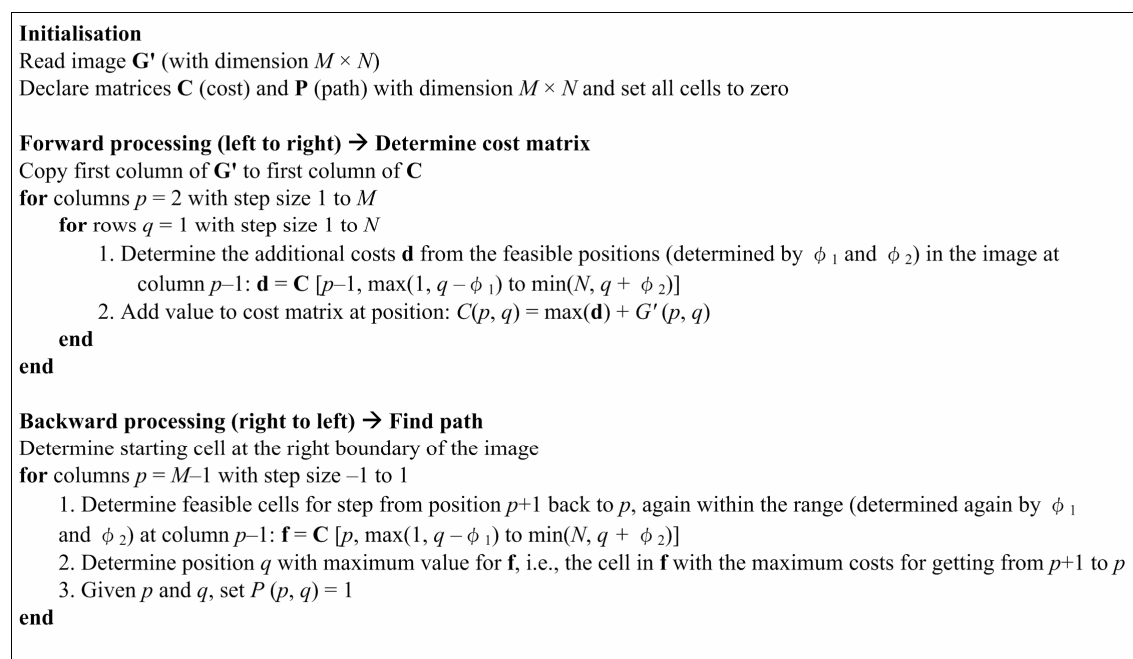 Initialisation
Read image G' (with dimension M × N)
Declare matrices C (cost) and P (path) with dimension M × N and set all cells to zero
Forward processing (left to right) → Determine cost matrix
Copy first column of G' to first column of C
for columns p = 2 with step size 1 to M
for rows q = 1 with step size 1 to N
1. Determine the additional costs d from the feasible positions (determined by ϕ 1 and ϕ 2) in the image at
column p–1: d = C [p–1, max(1, q – ϕ 1) to min(N, q + ϕ 2)]
2. Add value to cost matrix at position: C(p, q) = max(d) + G' (p, q)
end
end
Backward processing (right to left) → Find path
Determine starting cell at the right boundary of the image
for columns p = M–1 with step size –1 to 1
1. Determine feasible cells for step from position p+1 back to p, again within the range (determined again by ϕ 1
and ϕ 2) at column p–1: f = C [p, max(1, q – ϕ 1) to min(N, q + ϕ 2)]
2. Determine position q with maximum value for f, i.e., the cell in f with the maximum costs for getting from p+1 to p
3. Given p and q, set P (p, q) = 1
end